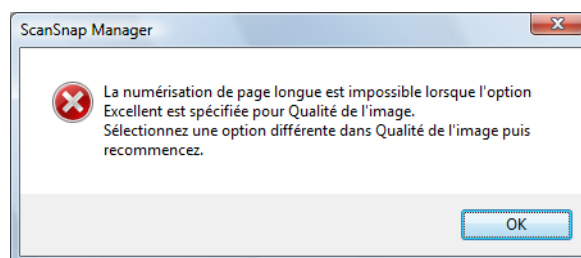 ScanSnap Manager
La numérisation de page longue est impossible lorsque l'option
Excellent est spécifiée pour Qualité de l'image.
Sélectionnez une option différente dans Qualité de l'image puis
recommencez.
OK